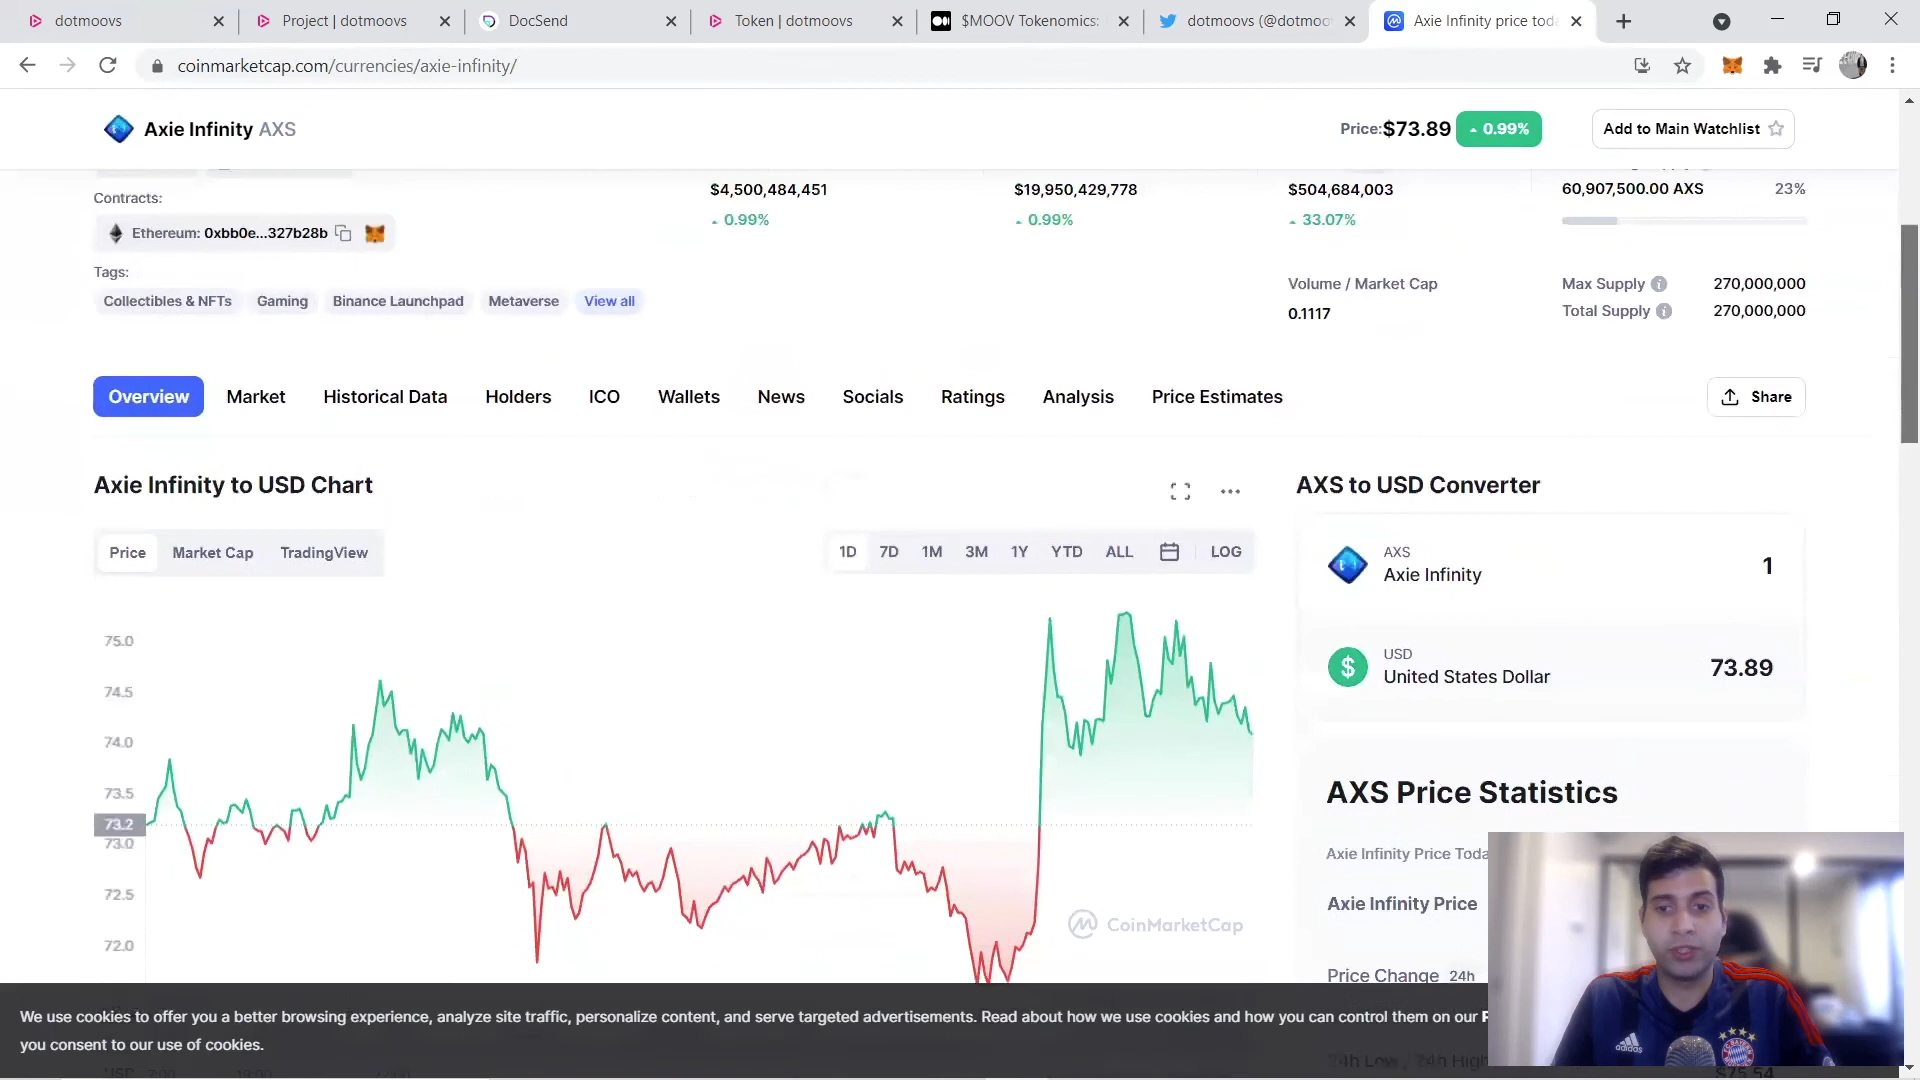 dotmoovs
Project | dotmoovs
DocSend
Token | dotmoovs
$MOOV Tokenomics:
dotmoovs (@dotmoo
Axie Infinity price toda
coinmarketcap.com/currencies/axie-infinity/
Axie Infinity AXS
Price:$73.89
0.99%
Add to Main Watchlist
$4,500,484,451
$19,950,429,778
$504,684,003
60,907,500.00 AXS
23%
0.99%
0.99%
33.07%
Contracts:
Ethereum: 0xbb0e...327b28b
Tags:
Collectibles & NFTs
Gaming
Binance Launchpad
Metaverse
View all
Volume / Market Cap
0.1117
Max Supply
270,000,000
Total Supply
270,000,000
Overview
Market
Historical Data
Holders
ICO
Wallets
News
Socials
Ratings
Analysis
Price Estimates
Share
Axie Infinity to USD Chart
Price
Market Cap
TradingView
1D
7D
1M
3M
1Y
YTD
ALL
LOG
75.0
74.5
74.0
73.5
73.2
73.0
72.5
72.0
CoinMarketCap
AXS to USD Converter
AXS
Axie Infinity
1
USD
United States Dollar
73.89
AXS Price Statistics
Axie Infinity Price Toda
Axie Infinity Price
Price Change 24h
We use cookies to offer you a better browsing experience, analyze site traffic, personalize content, and serve targeted advertisements. Read about how we use cookies and how you can control them on our P
you consent to our use of cookies.
24h Low / 24h High
$75.54
adidas